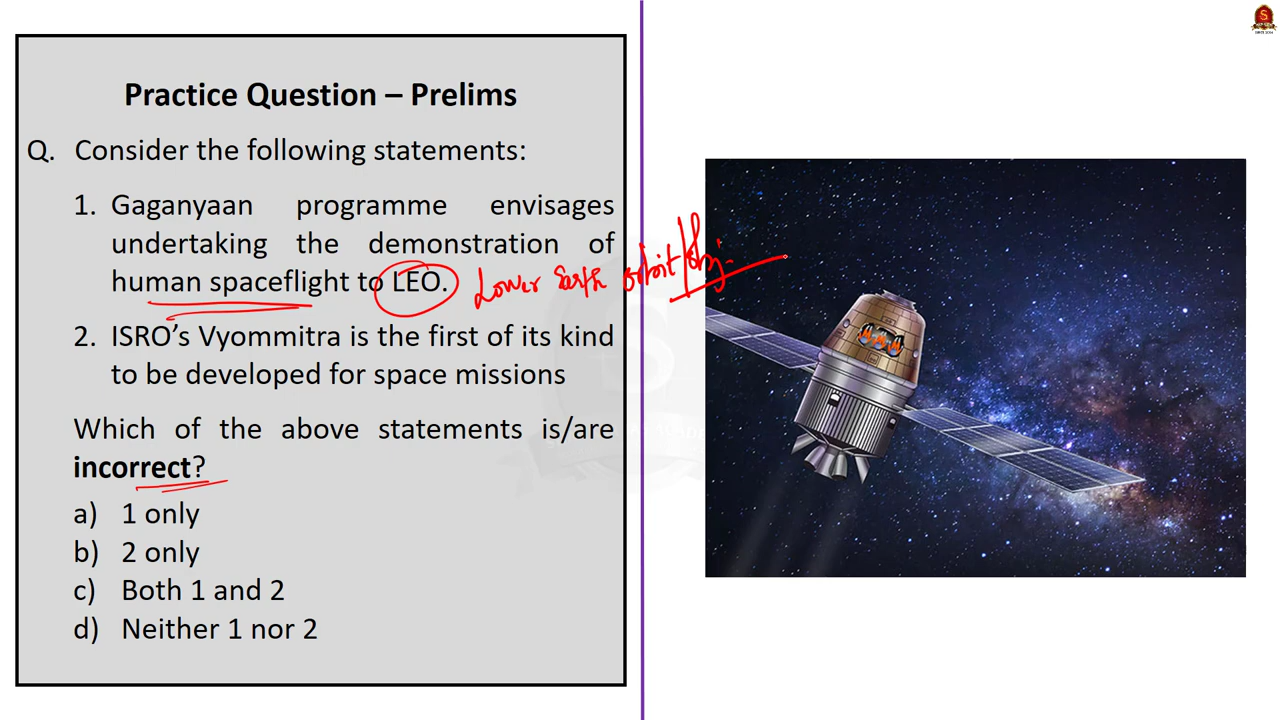 Practice Question – Prelims
Q. Consider the following statements:
1. Gaganyaan programme envisages
undertaking the demonstration of
human spaceflight to LEO.
Lower Earth orbit
2. ISRO's Vyommitra is the first of its kind
to be developed for space missions
Which of the above statements is/are
incorrect?
a) 1 only
b) 2 only
c) Both 1 and 2
d) Neither 1 nor 2